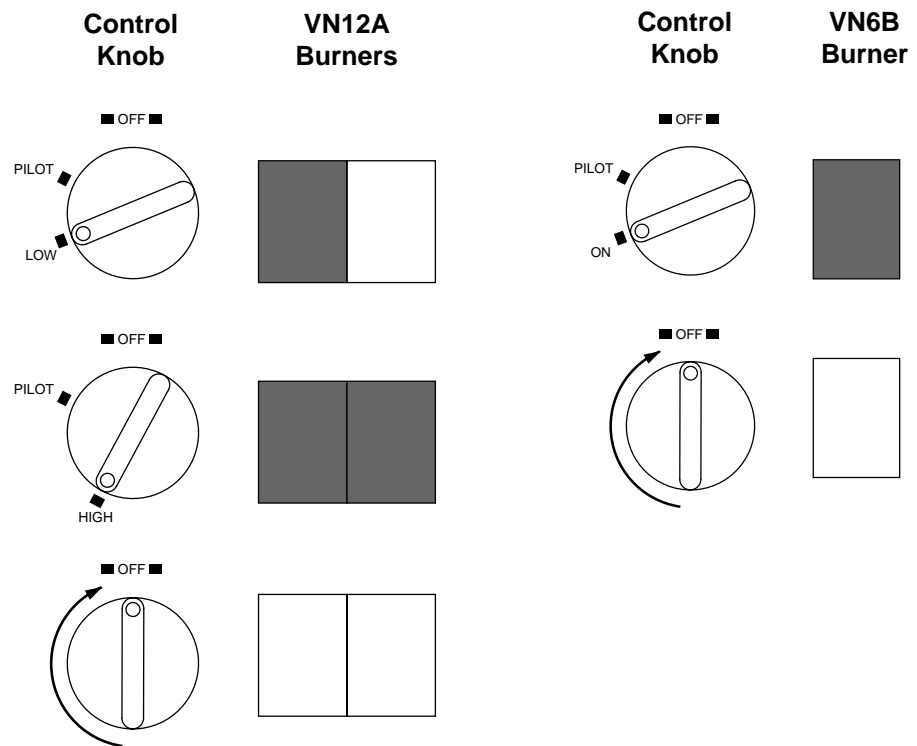 Control
Knob
VN12A
Burners
OFF
PILOT
LOW
OFF
PILOT
HIGH
OFF
Control
Knob
VN6B
Burner
OFF
PILOT
ON
OFF